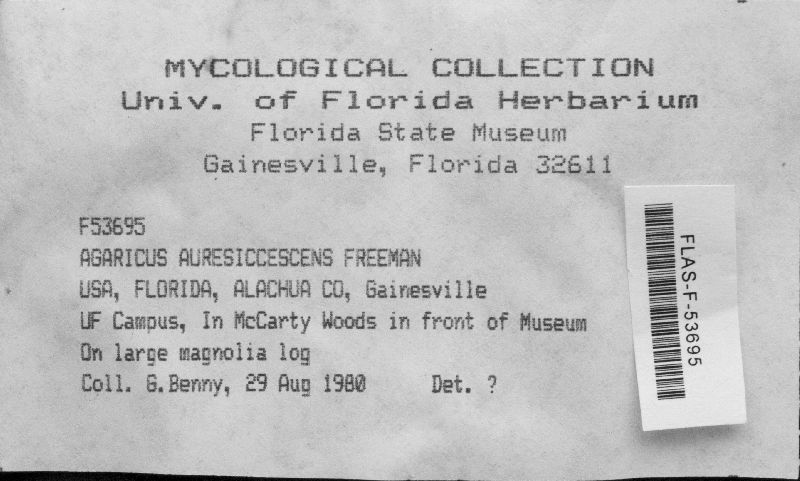 MYCOLOGICAL COLLECTION
Univ. of Florida Herbarium
Florida State Museum
Gainesville, Florida 32611
F53695
AGARICUS AURESICCESCENS FREEMAN
USA, FLORIDA, ALACHUA CO, Gainesville
UF Campus, In McCarty Woods in front of Museum
On large magnolia log
Coll. G.Benny, 29 Aug 1980 Det. ?
FLAS-F-53695